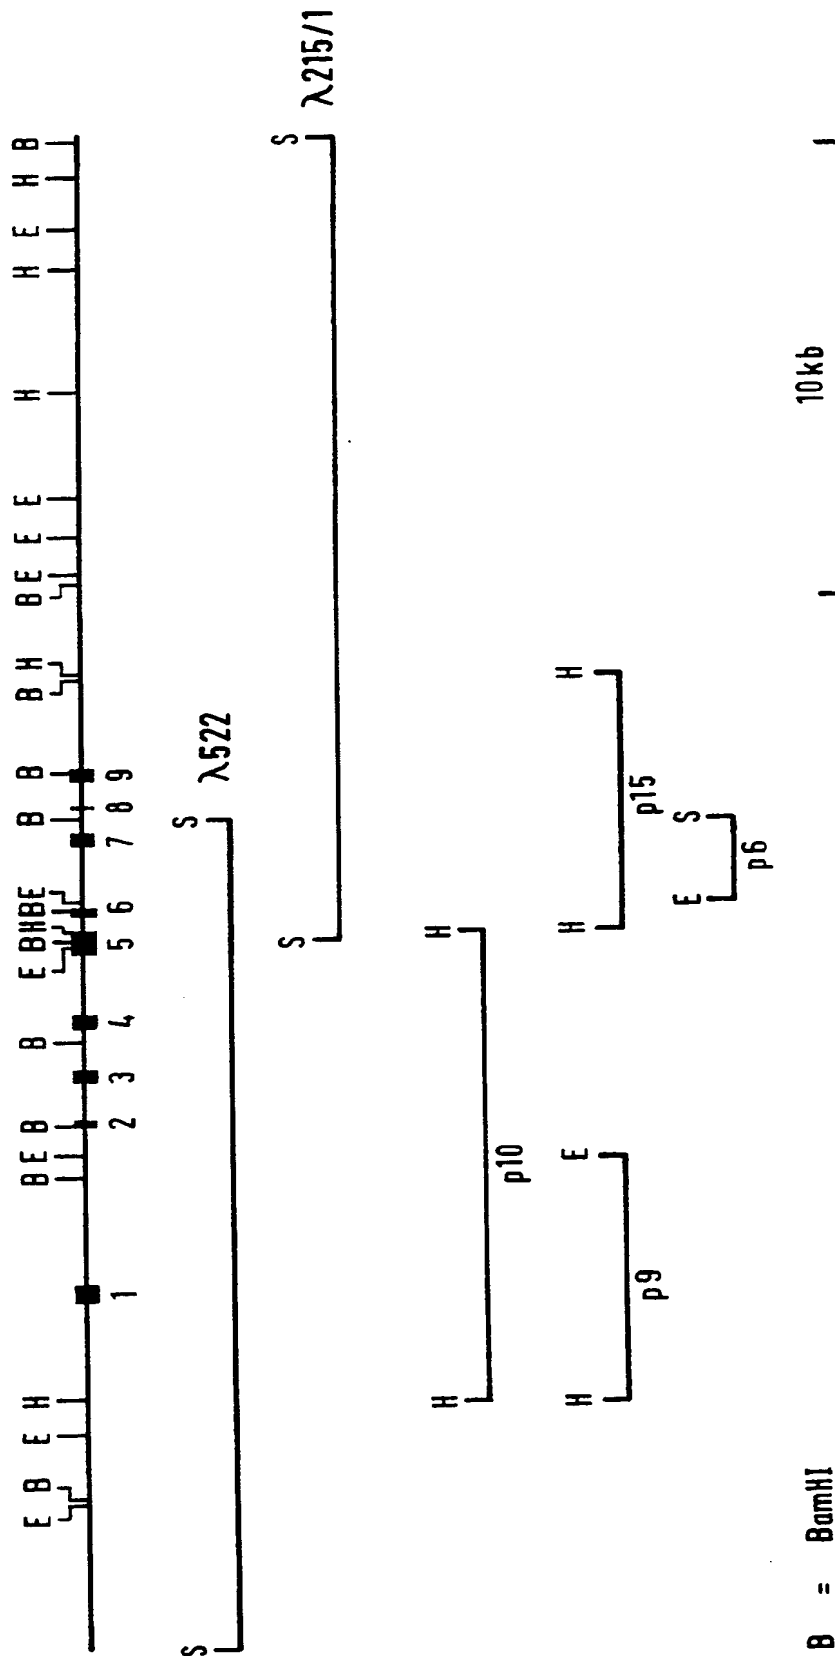 E B E H B E B B E B H B E B B B H B E E E H H E H B
1 2 3 4 5 6 7 8 9
S S λ522
S S λ215/1
H H
p10
H E H H
p9 p15
E S
p6
B = BamHI 10kb